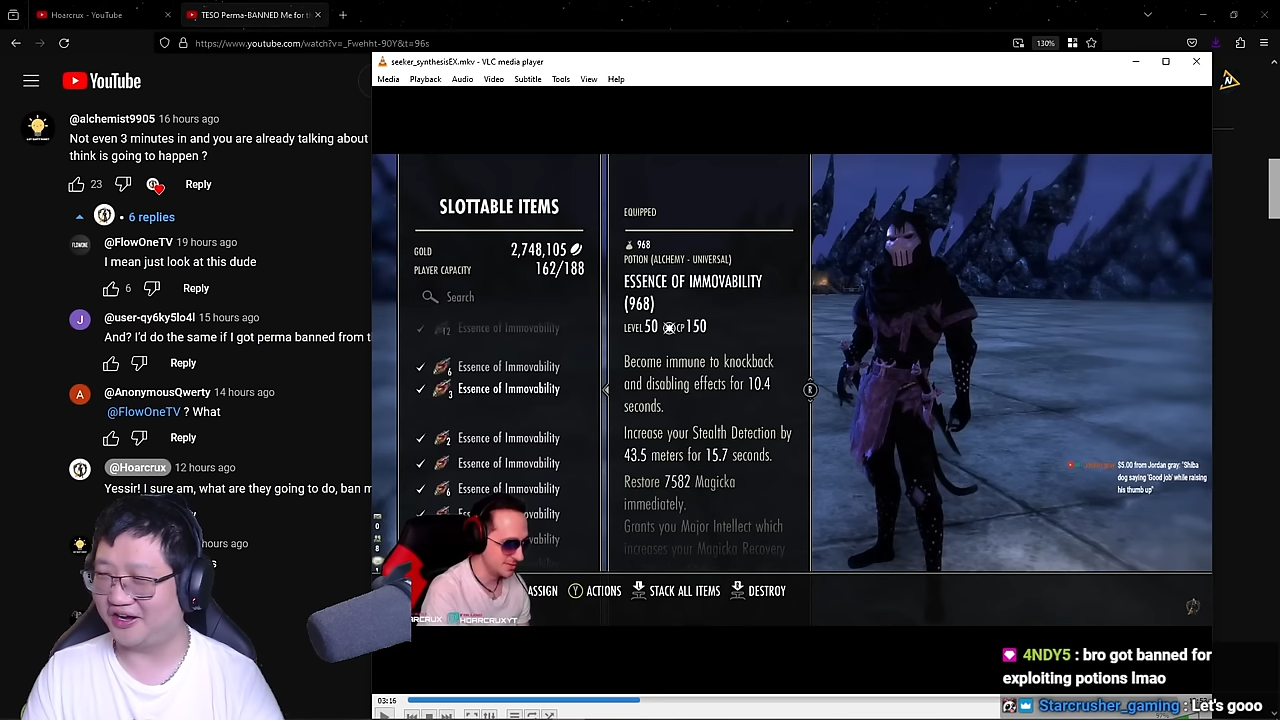 Hoarcrux - YouTube
TESO Perma-BANNED Me for t
https://www.youtube.com/watch?v=_Fwehht-90Y&t=96s
130%
YouTube
@alchemist9905 16 hours ago
Not even 3 minutes in and you are already talking about
think is going to happen ?
23
Reply
6 replies
@FlowOneTV 19 hours ago
I mean just look at this dude
6
Reply
@user-qy6ky5lo4l 15 hours ago
And? I'd do the same if I got perma banned from t
Reply
@AnonymousQwerty 14 hours ago
@FlowOneTV ? What
Reply
@Hoarcrux 12 hours ago
Yessir! I sure am, what are they going to do, ban m
hours ago
seeker_synthesisEX.mkv - VLC media player
Media Playback Audio Video Subtitle Tools View Help
SLOTTABLE ITEMS
GOLD 2,748,105
PLAYER CAPACITY 162/188
Search
12 Essence of Immovability
6 Essence of Immovability
3 Essence of Immovability
2 Essence of Immovability
Essence of Immovability
6 Essence of Immovability
EQUIPPED
968
POTION (ALCHEMY - UNIVERSAL)
ESSENCE OF IMMOVABILITY
(968)
LEVEL 50 CP 150
Become immune to knockback
and disabling effects for 10.4
seconds.
Increase your Stealth Detection by
43.5 meters for 15.7 seconds.
Restore 7582 Magicka
immediately.
Grants you Major Intellect which
increases your Magicka Recovery
R
ASSIGN Y ACTIONS STACK ALL ITEMS DESTROY
Jordan gray: $5.00 from Jordan gray: "Shiba
dog saying 'Good job' while raising
his thumb up"
HOARCRUXYT
4NDY5 : bro got banned for
exploiting potions lmao
Starcrusher_gaming : Let's gooo
03:16
97%